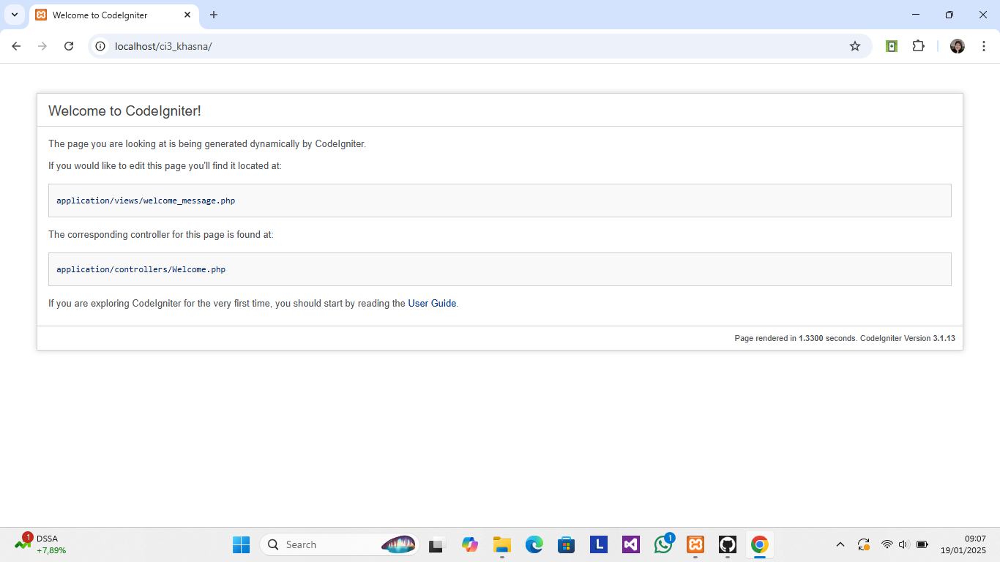 Welcome to CodeIgniter
localhost/ci3_khasna/
Welcome to CodeIgniter!
The page you are looking at is being generated dynamically by CodeIgniter.
If you would like to edit this page you'll find it located at:
application/views/welcome_message.php
The corresponding controller for this page is found at:
application/controllers/Welcome.php
If you are exploring CodeIgniter for the very first time, you should start by reading the User Guide.
Page rendered in 1.3300 seconds. CodeIgniter Version 3.1.13
1
DSSA
+7,89%
Search
L
1
09:07
19/01/2025